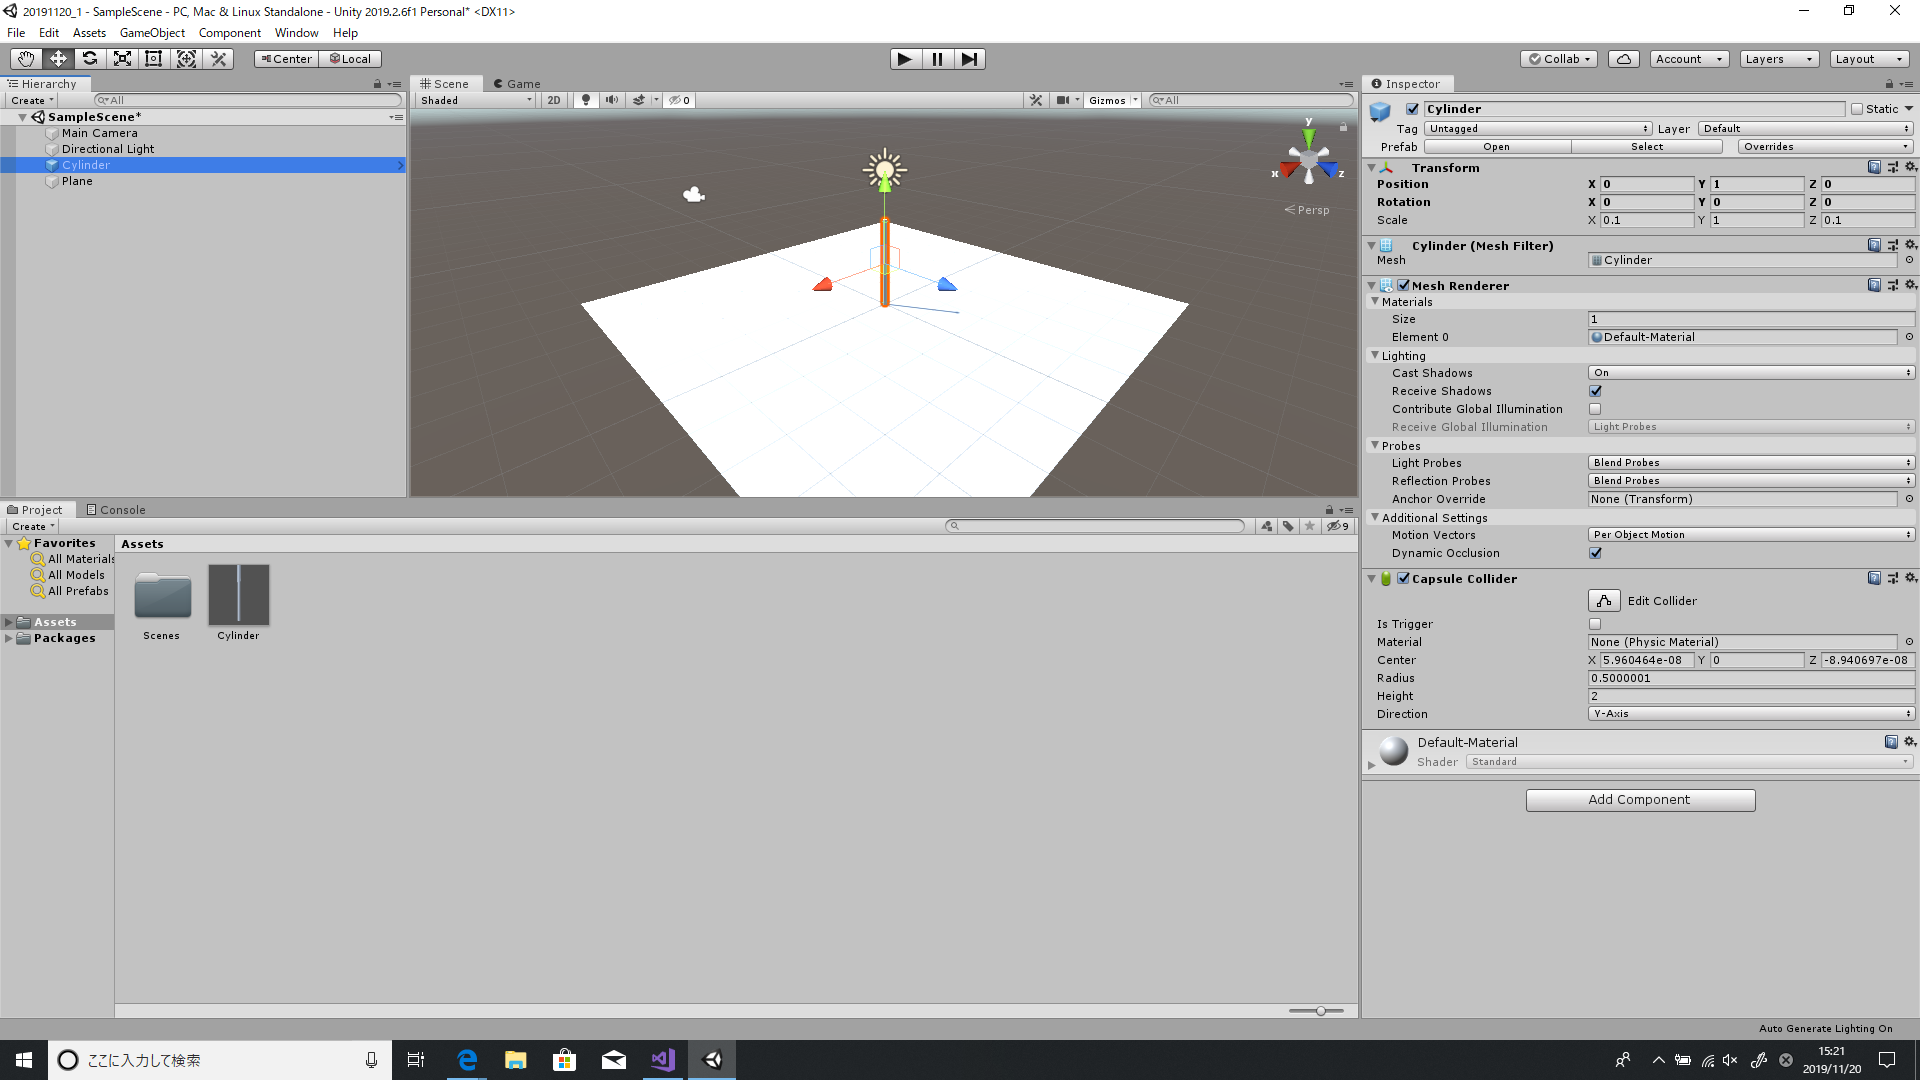 20191120_1 - SampleScene - PC, Mac & Linux Standalone - Unity 2019.2.6f1 Personal* <DX11>
File Edit Assets GameObject Component Window Help
Center Local Collab Account Layers Layout
Hierarchy
Create All
SampleScene*
Main Camera
Directional Light
Cylinder
Plane
Scene Game
Shaded 2D 0 Gizmos All
y
x z
Persp
Project Console
Create 9
Favorites
All Materials
All Models
All Prefabs
Assets
Packages
Assets
Scenes Cylinder
Inspector
Cylinder Static
Tag Untagged Layer Default
Prefab Open Select Overrides
Transform
Position X 0 Y 1 Z 0
Rotation X 0 Y 0 Z 0
Scale X 0.1 Y 1 Z 0.1
Cylinder (Mesh Filter)
Mesh Cylinder
Mesh Renderer
Materials
Size 1
Element 0 Default-Material
Lighting
Cast Shadows On
Receive Shadows
Contribute Global Illumination
Receive Global Illumination Light Probes
Probes
Light Probes Blend Probes
Reflection Probes Blend Probes
Anchor Override None (Transform)
Additional Settings
Motion Vectors Per Object Motion
Dynamic Occlusion
Capsule Collider
Edit Collider
Is Trigger
Material None (Physic Material)
Center X 5.960464e-08 Y 0 Z -8.940697e-08
Radius 0.5000001
Height 2
Direction Y-Axis
Default-Material
Shader Standard
Add Component
Auto Generate Lighting On
ここに入力して検索
15:21
2019/11/20